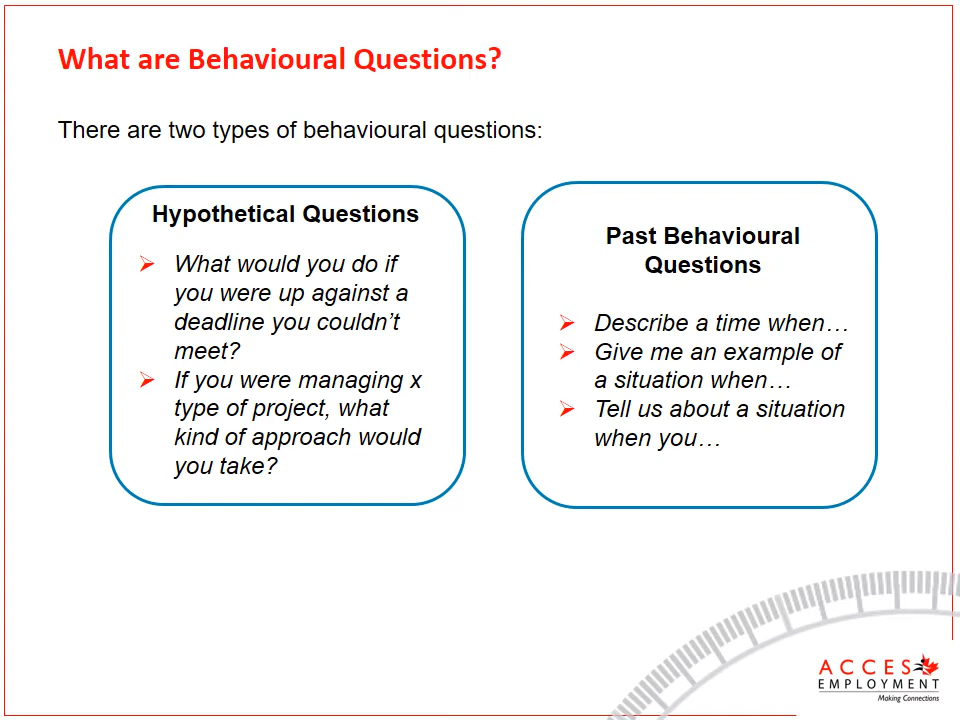 What are Behavioural Questions?
There are two types of behavioural questions:
Hypothetical Questions
What would you do if
you were up against a
deadline you couldn’t
meet?
If you were managing x
type of project, what
kind of approach would
you take?
Past Behavioural
Questions
Describe a time when…
Give me an example of
a situation when…
Tell us about a situation
when you…
ACCES
EMPLOYMENT
Making Connections